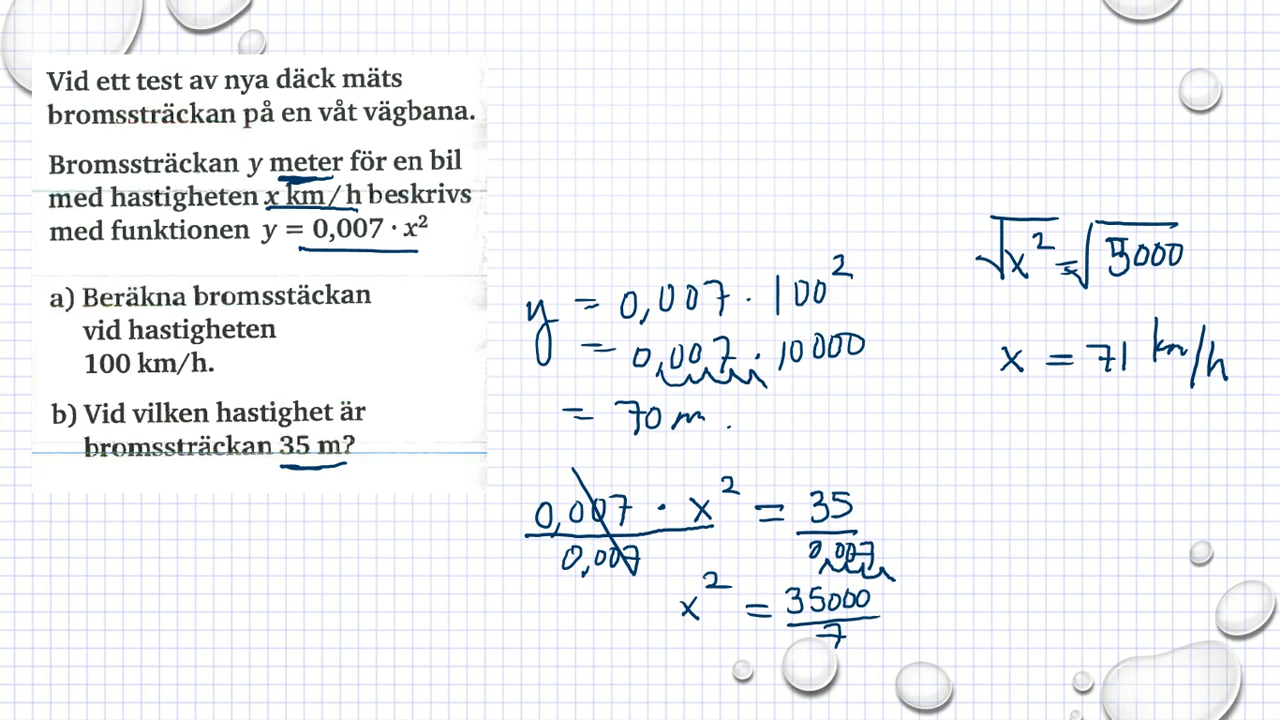 Vid ett test av nya däck mäts
bromssträckan på en våt vägbana.
Bromssträckan y meter för en bil
med hastigheten x km/h beskrivs
med funktionen y = 0,007 · x²
a) Beräkna bromsstäckan
vid hastigheten
100 km/h.
b) Vid vilken hastighet är
bromssträckan 35 m?
y = 0,007 · 100²
= 0,007 · 10000
= 70 m.
0,007 · x² = 35
0,007 0,007
x² = 35000
7
√x² = √5000
x = 71 km/h